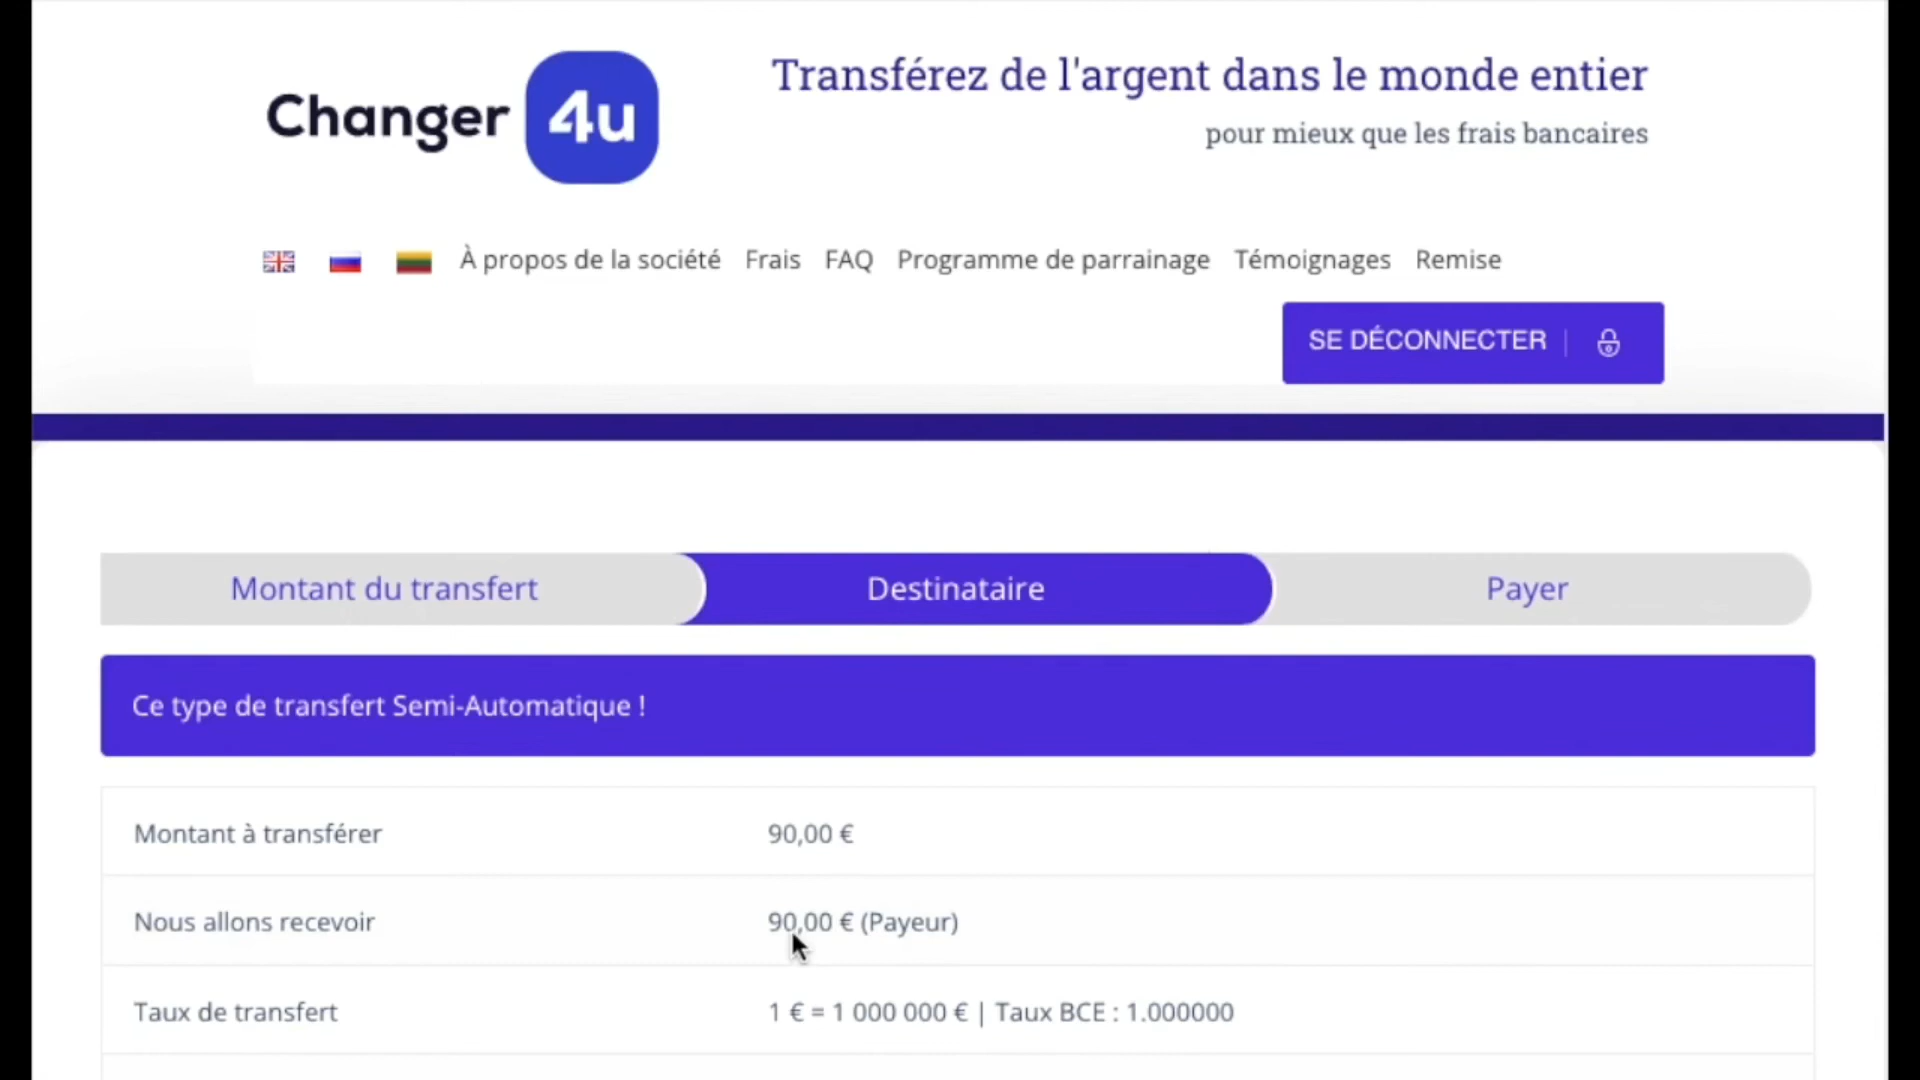 Changer 4u
Transférez de l'argent dans le monde entier
pour mieux que les frais bancaires
À propos de la société Frais FAQ Programme de parrainage Témoignages Remise
SE DÉCONNECTER
Montant du transfert Destinataire Payer
Ce type de transfert Semi-Automatique !
Montant à transférer 90,00 €
Nous allons recevoir 90,00 € (Payeur)
Taux de transfert 1 € = 1 000 000 € | Taux BCE : 1.000000